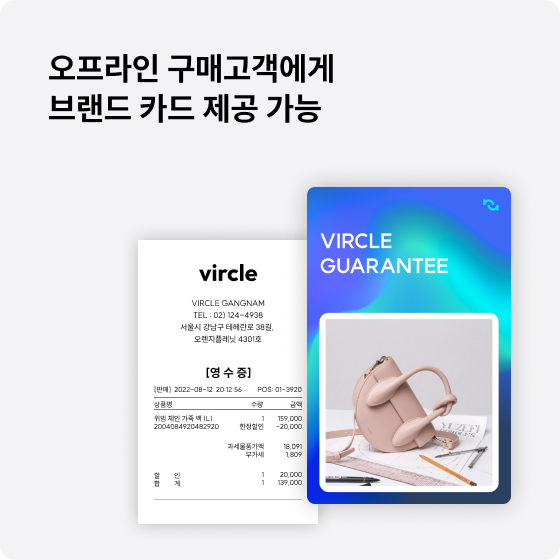 오프라인 구매고객에게
브랜드 카드 제공 가능
VIRCLE
GUARANTEE
vircle
VIRCLE GANGNAM
TEL : 02) 124-4938
서울시 강남구 테헤란로 38길,
오렌지플래닛 4301호
[영 수 증]
[판매] 2022-08-12 20:12:56 POS: 01-3920
상품명 수량 금액
위빙 체인 가죽 백 (L) 1 159,000
2004084920482920 한정할인 -20,000
과세물품가액 18,091
부가세 1,809
할 인 1 20,000
합 계 1 139,000
YUZEFI